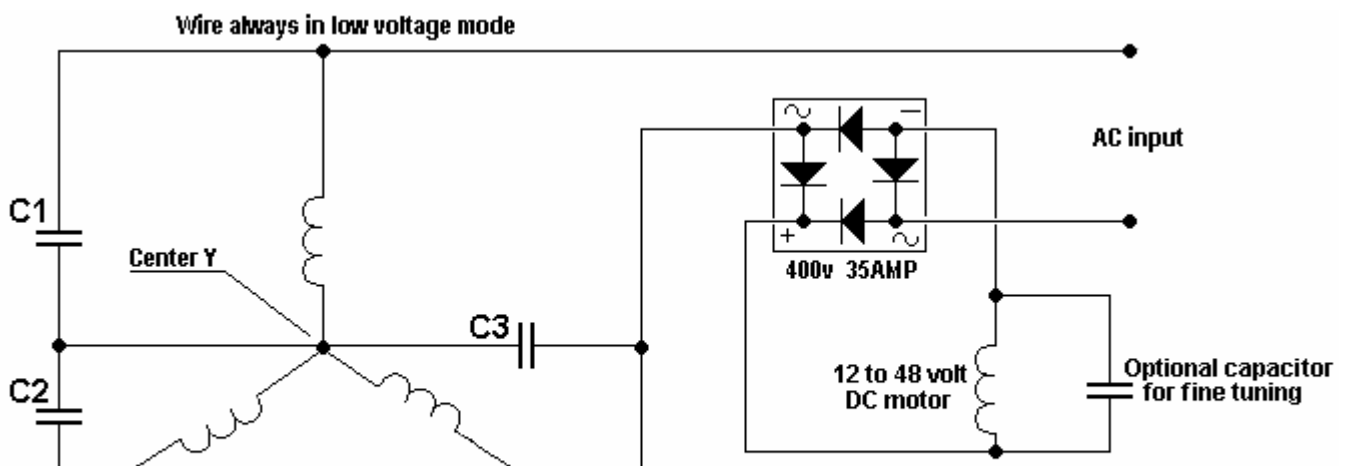 Wire always in low voltage mode
AC input
C1
400v 35AMP
Center Y
C3
12 to 48 volt
DC motor
Optional capacitor
for fine tuning
C2